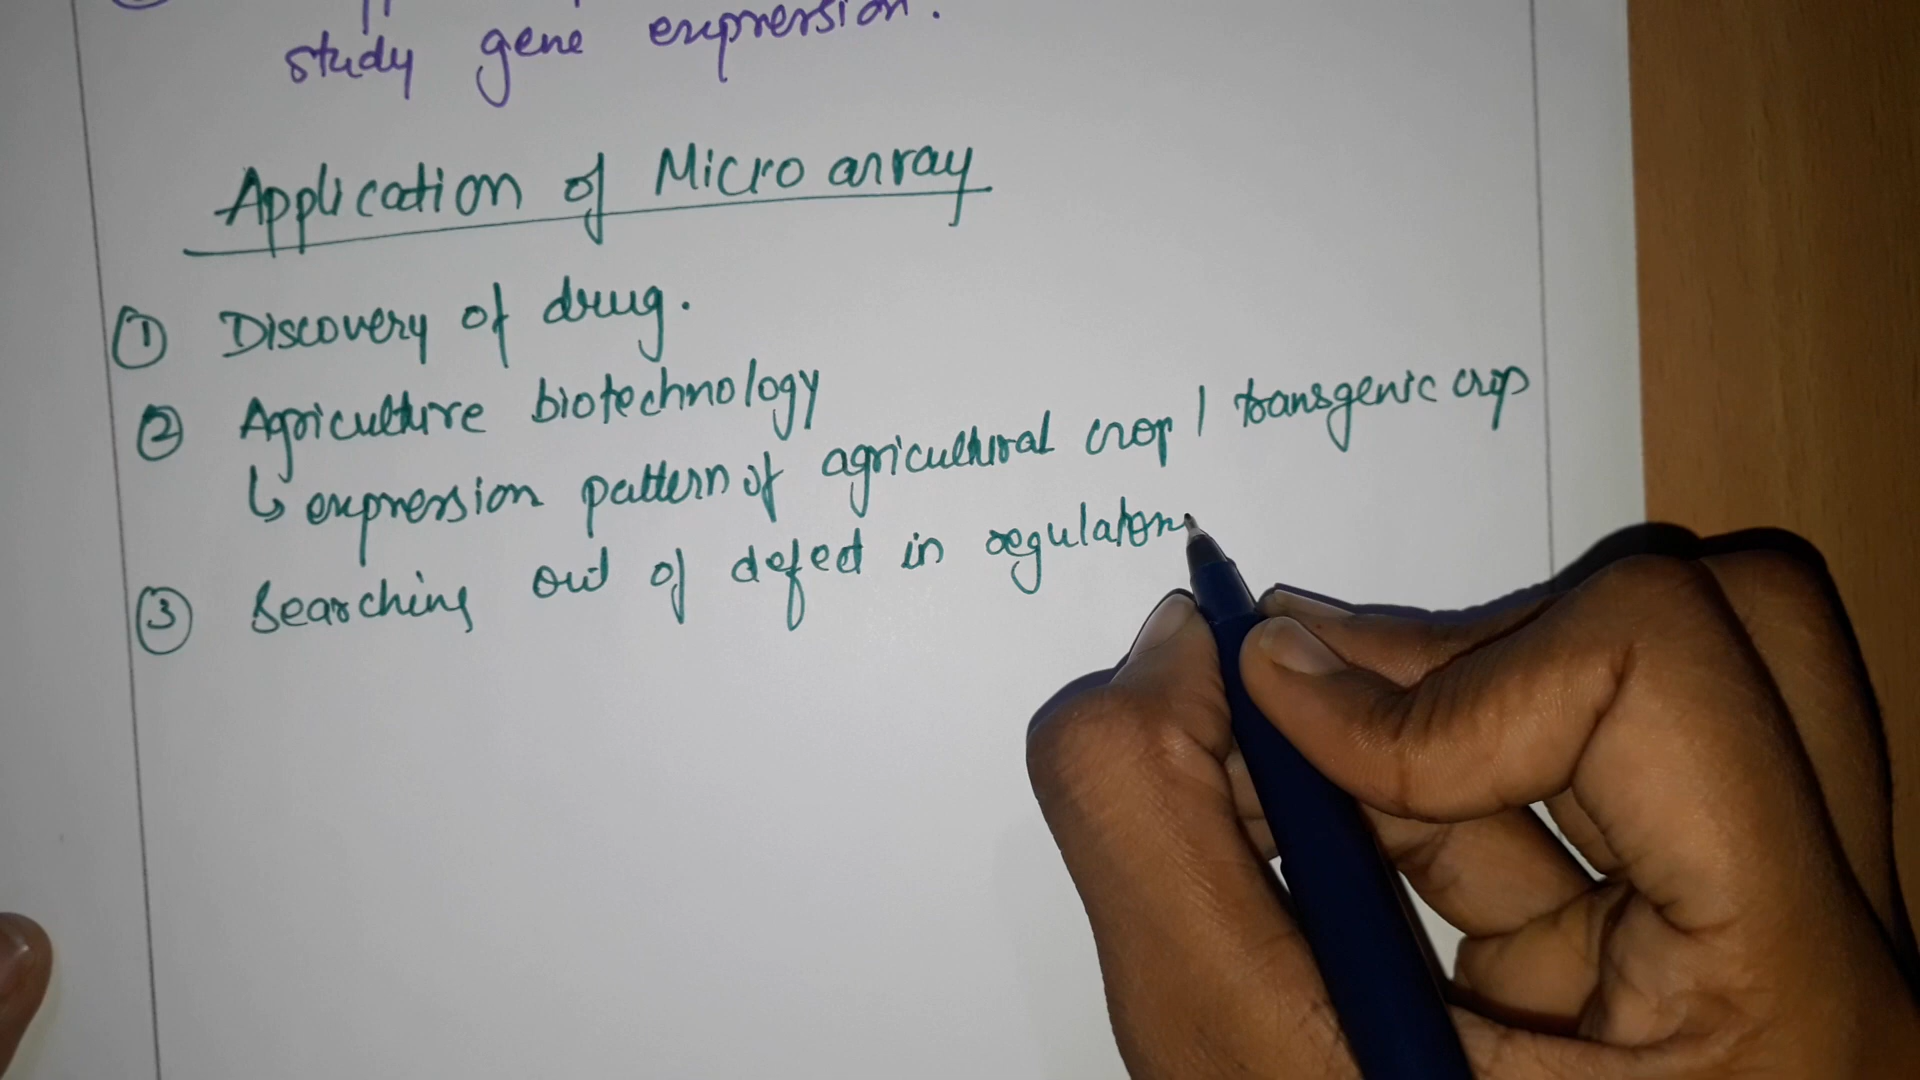 study gene expression.
Application of Micro array
① Discovery of drug.
② Agriculture biotechnology
↳ expression pattern of agricultural crop / transgenic crop
③ Searching out of defect in regulatory